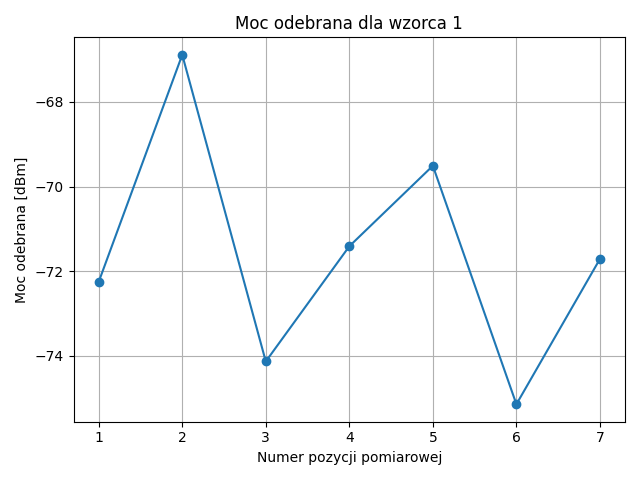 Moc odebrana dla wzorca 1
Moc odebrana [dBm]
−68
−70
−72
−74
1 2 3 4 5 6 7
Numer pozycji pomiarowej